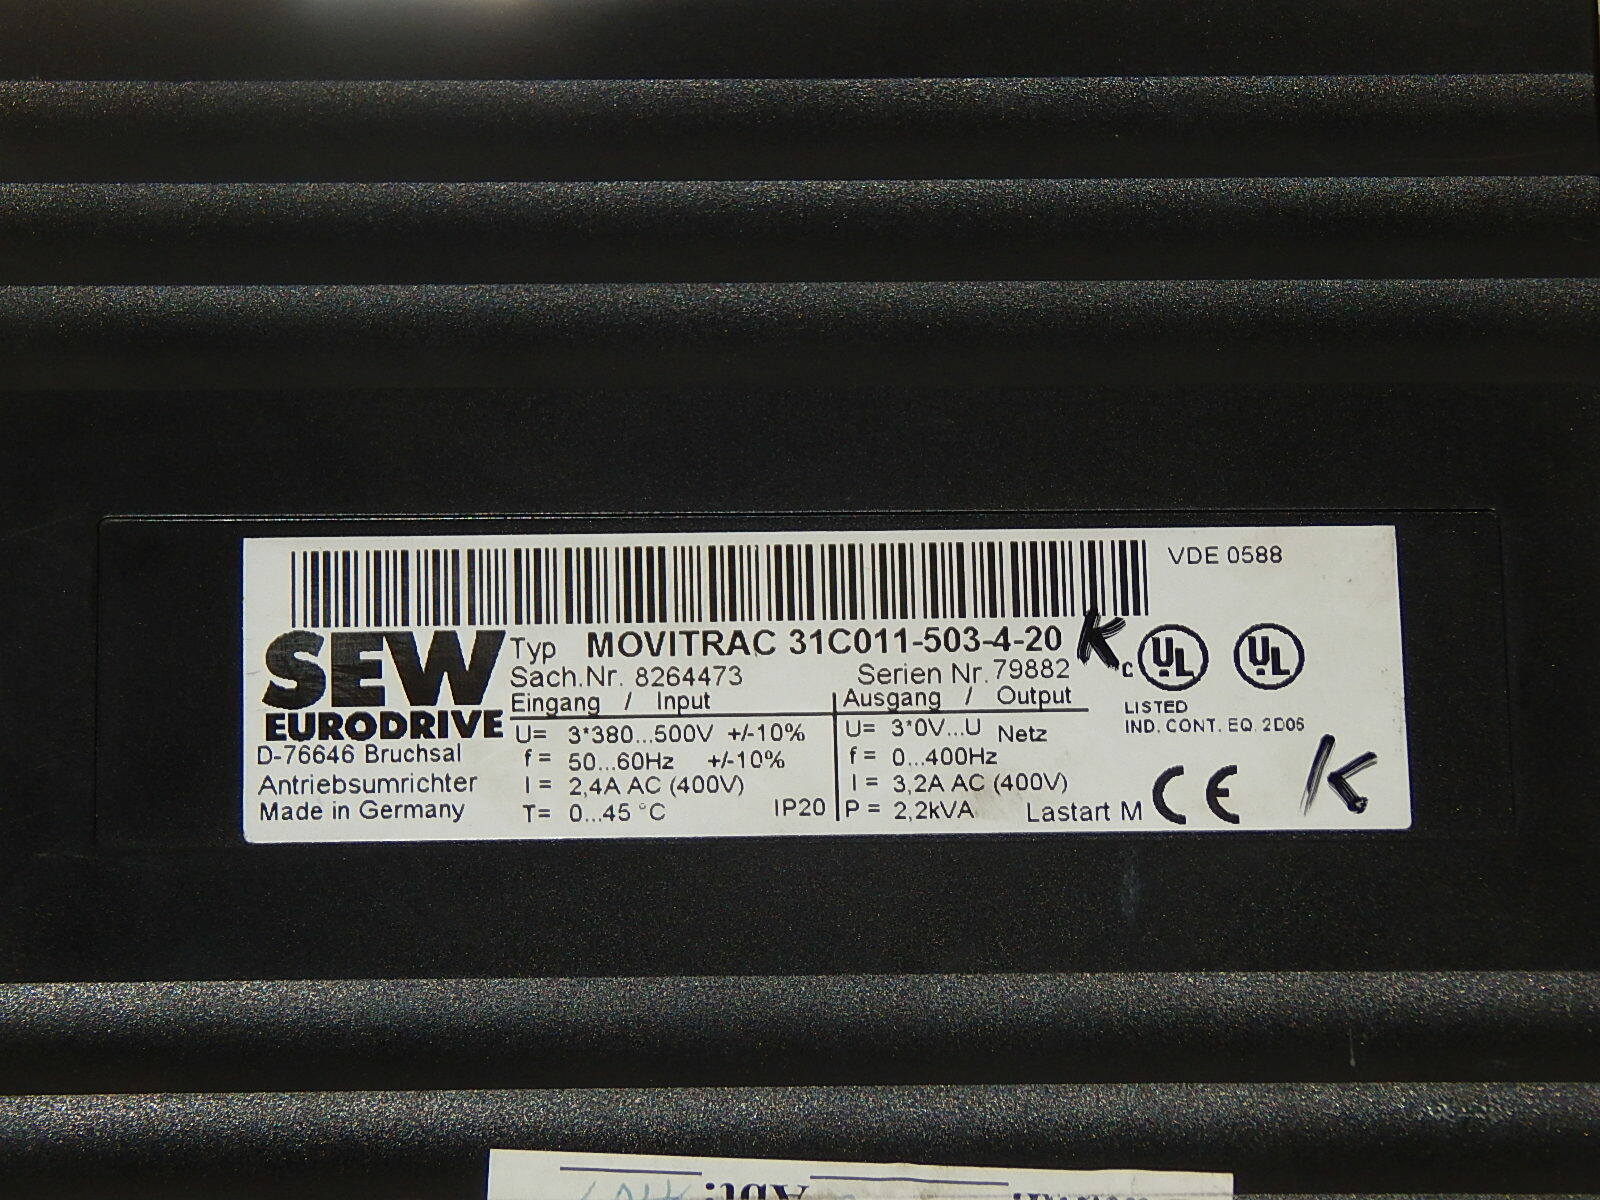 VDE 0588
SEW
EURODRIVE
D-76646 Bruchsal
Antriebsumrichter
Made in Germany
Typ MOVITRAC 31C011-503-4-20 K
Sach.Nr. 8264473 Serien Nr. 79882
Eingang / Input
U= 3*380...500V +/-10%
f = 50...60Hz +/-10%
I = 2,4A AC (400V)
T= 0...45 °C IP20
Ausgang / Output
U= 3*0V...U Netz
f = 0...400Hz
I = 3,2A AC (400V)
P = 2,2kVA Lastart M
c UL UL
LISTED
IND. CONT. EQ. 2D06
CE K